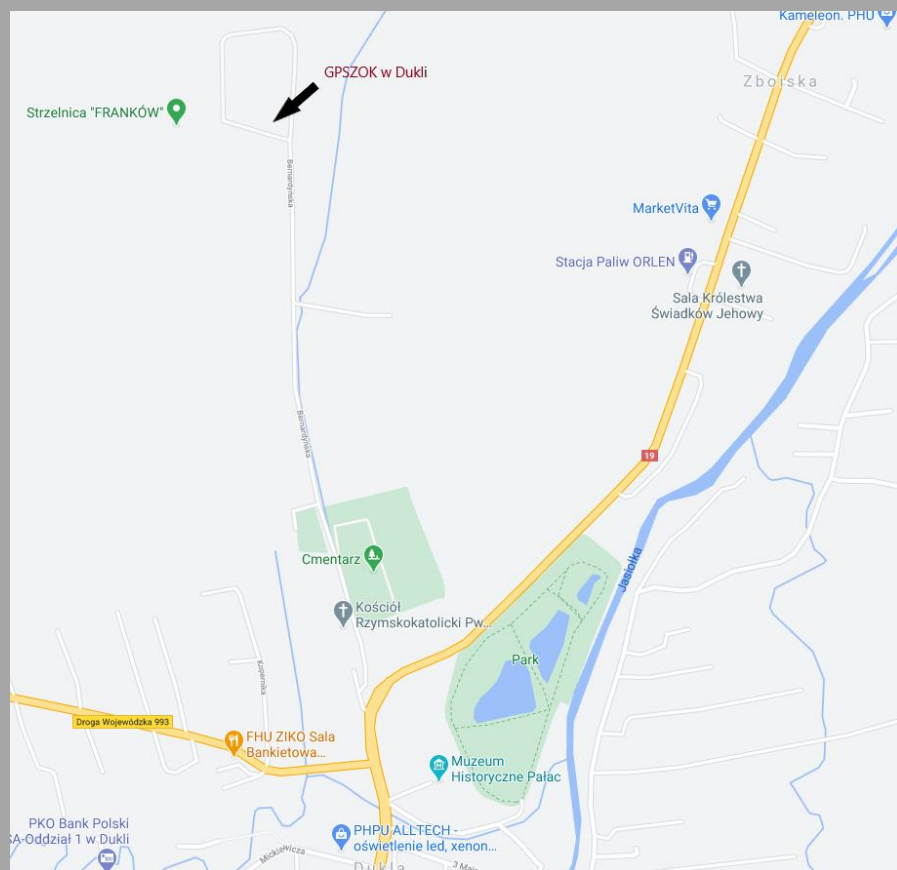 Kameleon. PHU
GPSZOK w Dukli
Zboiska
Strzelnica "FRANKÓW"
Bernardyńska
MarketVita
Stacja Paliw ORLEN
Sala Królestwa
Świadków Jehowy
Bernardyńska
19
Cmentarz
Jasiołka
Kościół
Rzymskokatolicki Pw...
Park
Kopernika
Droga Wojewódzka 993
FHU ZIKO Sala
Bankietowa...
Muzeum
Historyczne Pałac
PKO Bank Polski
SA-Oddział 1 w Dukli
PHPU ALLTECH -
oświetlenie led, xenon...
Mickiewicza
3 Maja
Dukla